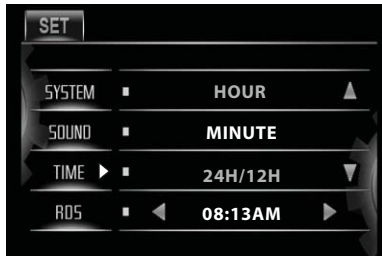 SET
SYSTEM HOUR
SOUND MINUTE
TIME 24H/12H
RDS 08:13AM